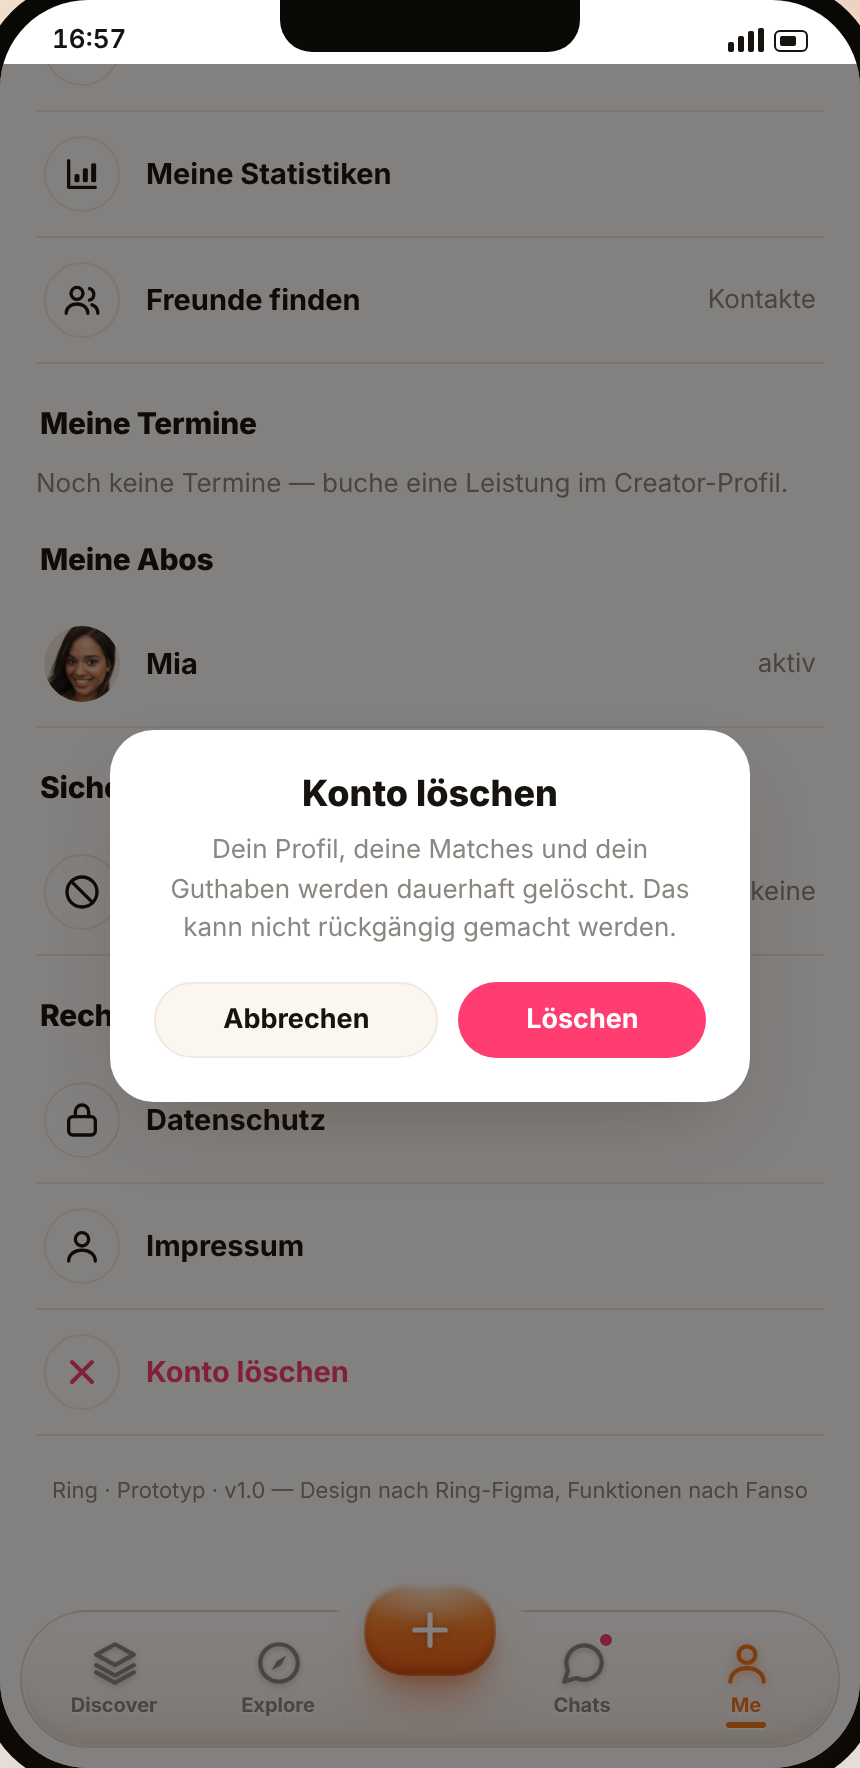 16:57
Meine Statistiken
Freunde finden
Kontakte
Meine Termine
Noch keine Termine — buche eine Leistung im Creator-Profil.
Meine Abos
Mia
aktiv
Konto löschen
Dein Profil, deine Matches und dein
Guthaben werden dauerhaft gelöscht. Das
kann nicht rückgängig gemacht werden.
keine
Abbrechen
Löschen
Datenschutz
Impressum
Konto löschen
Ring · Prototyp · v1.0 — Design nach Ring-Figma, Funktionen nach Fanso
Discover
Explore
Chats
Me